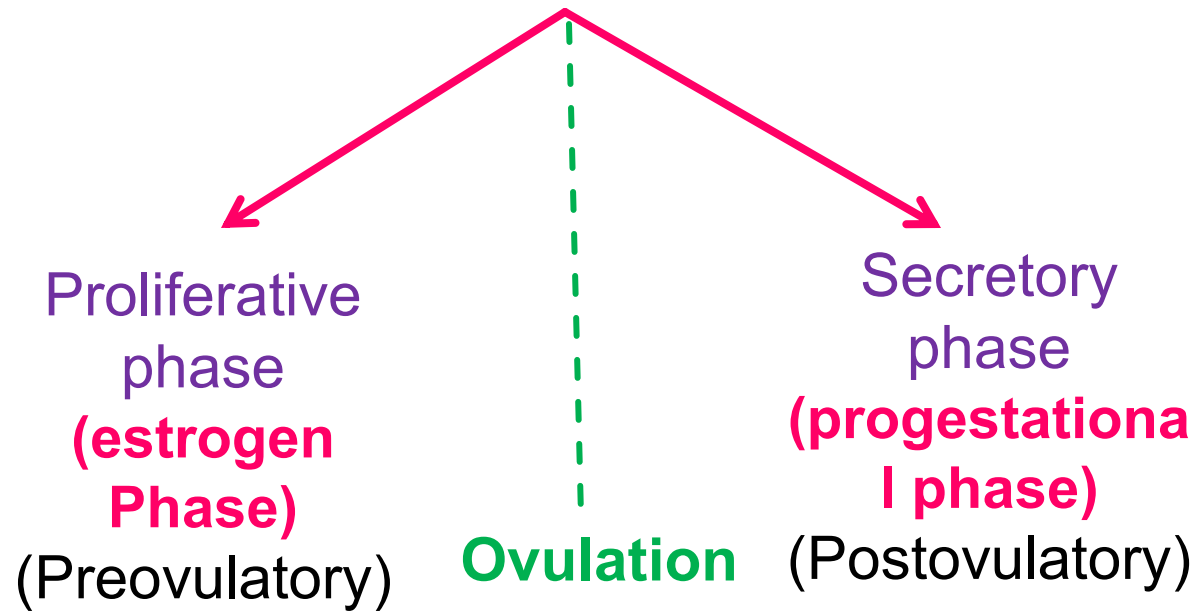 Proliferative
phase
(estrogen
Phase)
(Preovulatory)
Ovulation
Secretory
phase
(progestationa
l phase)
(Postovulatory)